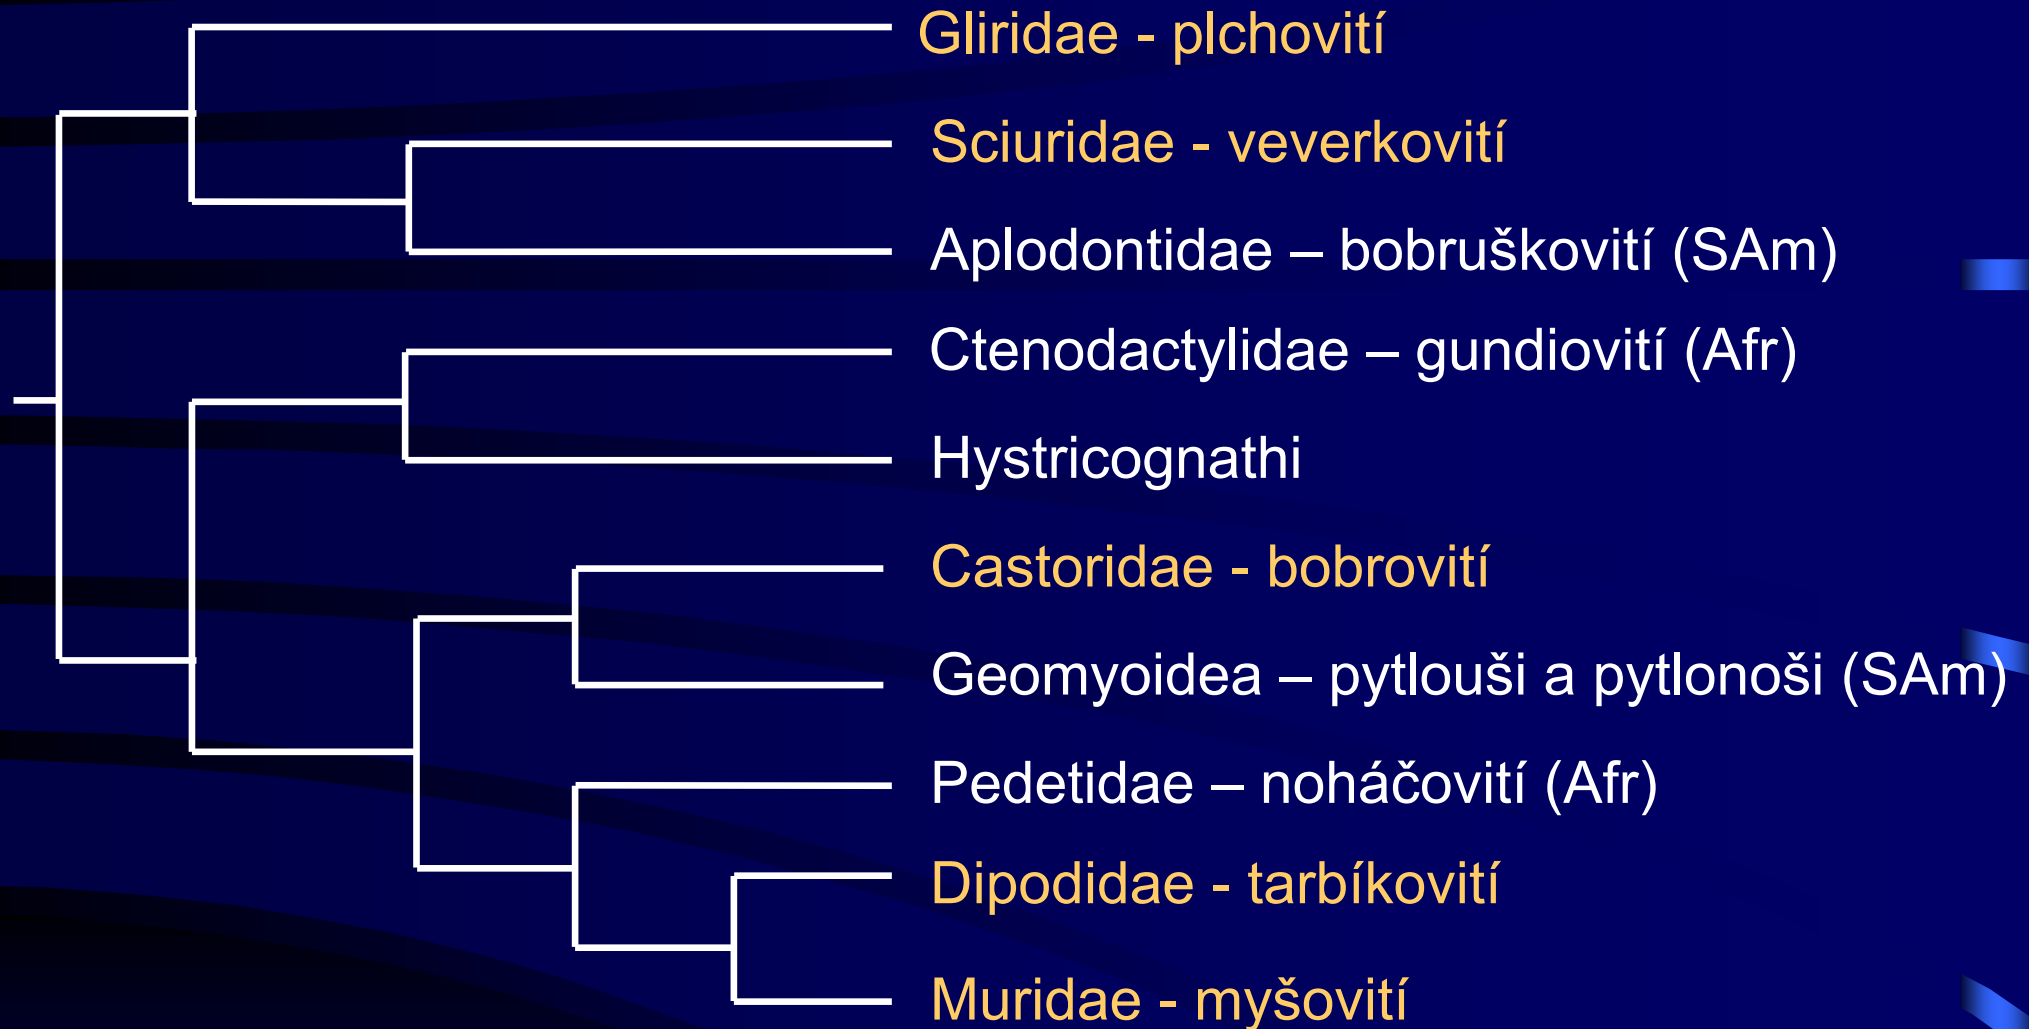 Gliridae - plchovití
Sciuridae - veverkovití
Aplodontidae – bobruškovití (SAm)
Ctenodactylidae – gundiovití (Afr)
Hystricognathi
Castoridae - bobrovití
Geomyoidea – pytlouši a pytlonoši (SAm)
Pedetidae – noháčovití (Afr)
Dipodidae - tarbíkovití
Muridae - myšovití